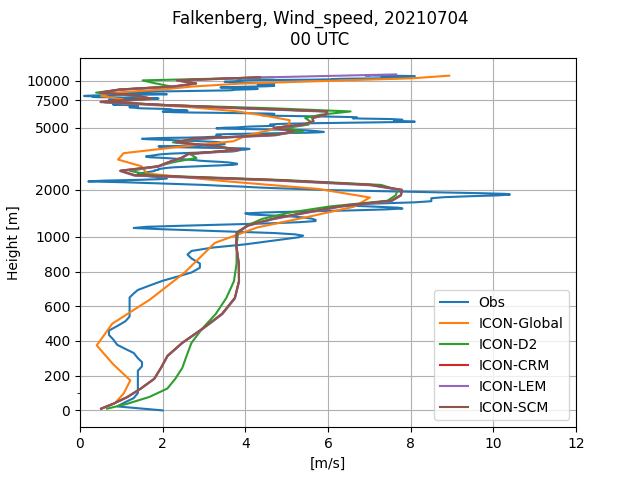 Falkenberg, Wind_speed, 20210704
00 UTC
10000
7500
5000
2000
1000
800
600
400
200
0
Height [m]
0
2
4
6
8
10
12
[m/s]
Obs
ICON-Global
ICON-D2
ICON-CRM
ICON-LEM
ICON-SCM